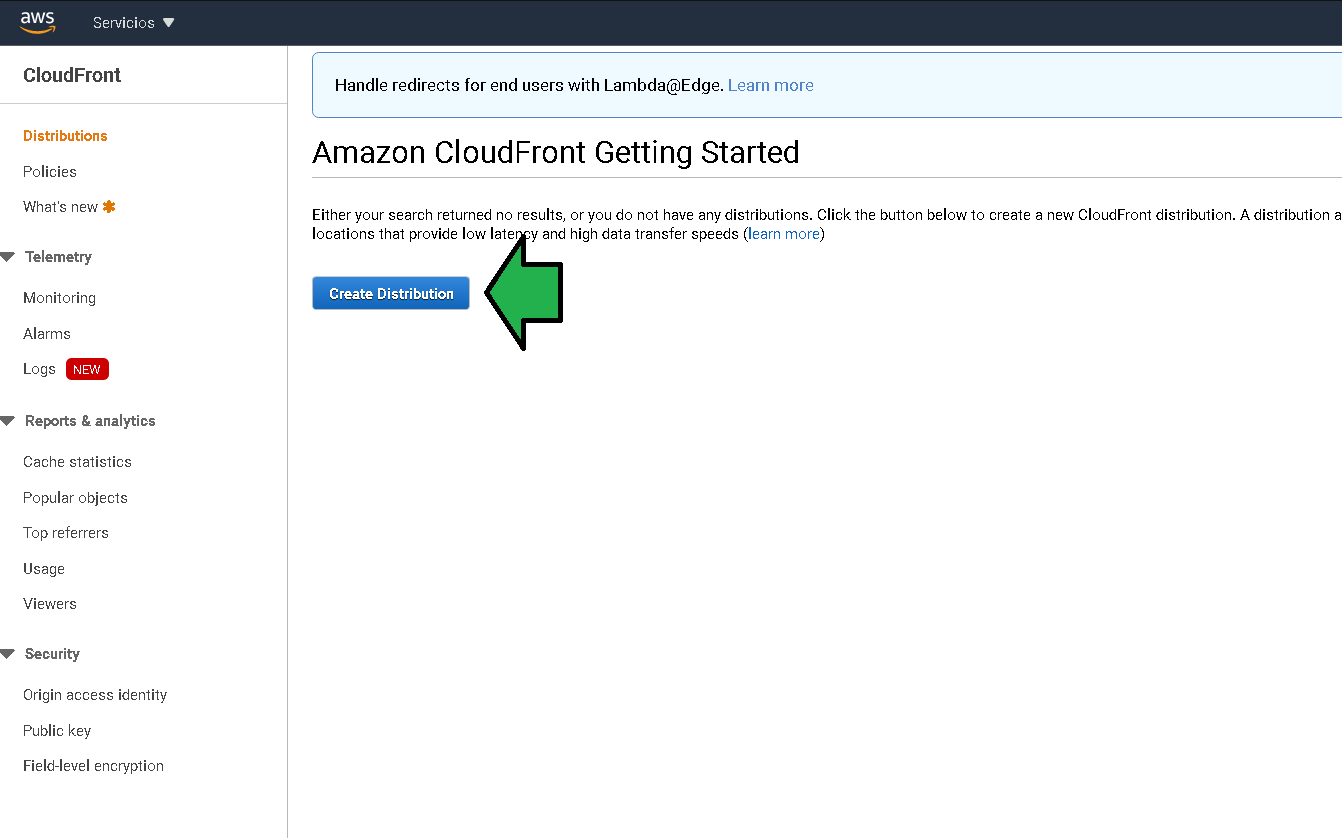 aws
Servicios
CloudFront
Distributions
Policies
What's new
Telemetry
Monitoring
Alarms
Logs NEW
Reports & analytics
Cache statistics
Popular objects
Top referrers
Usage
Viewers
Security
Origin access identity
Public key
Field-level encryption
Handle redirects for end users with Lambda@Edge. Learn more
Amazon CloudFront Getting Started
Either your search returned no results, or you do not have any distributions. Click the button below to create a new CloudFront distribution. A distribution a
locations that provide low latency and high data transfer speeds (learn more)
Create Distribution